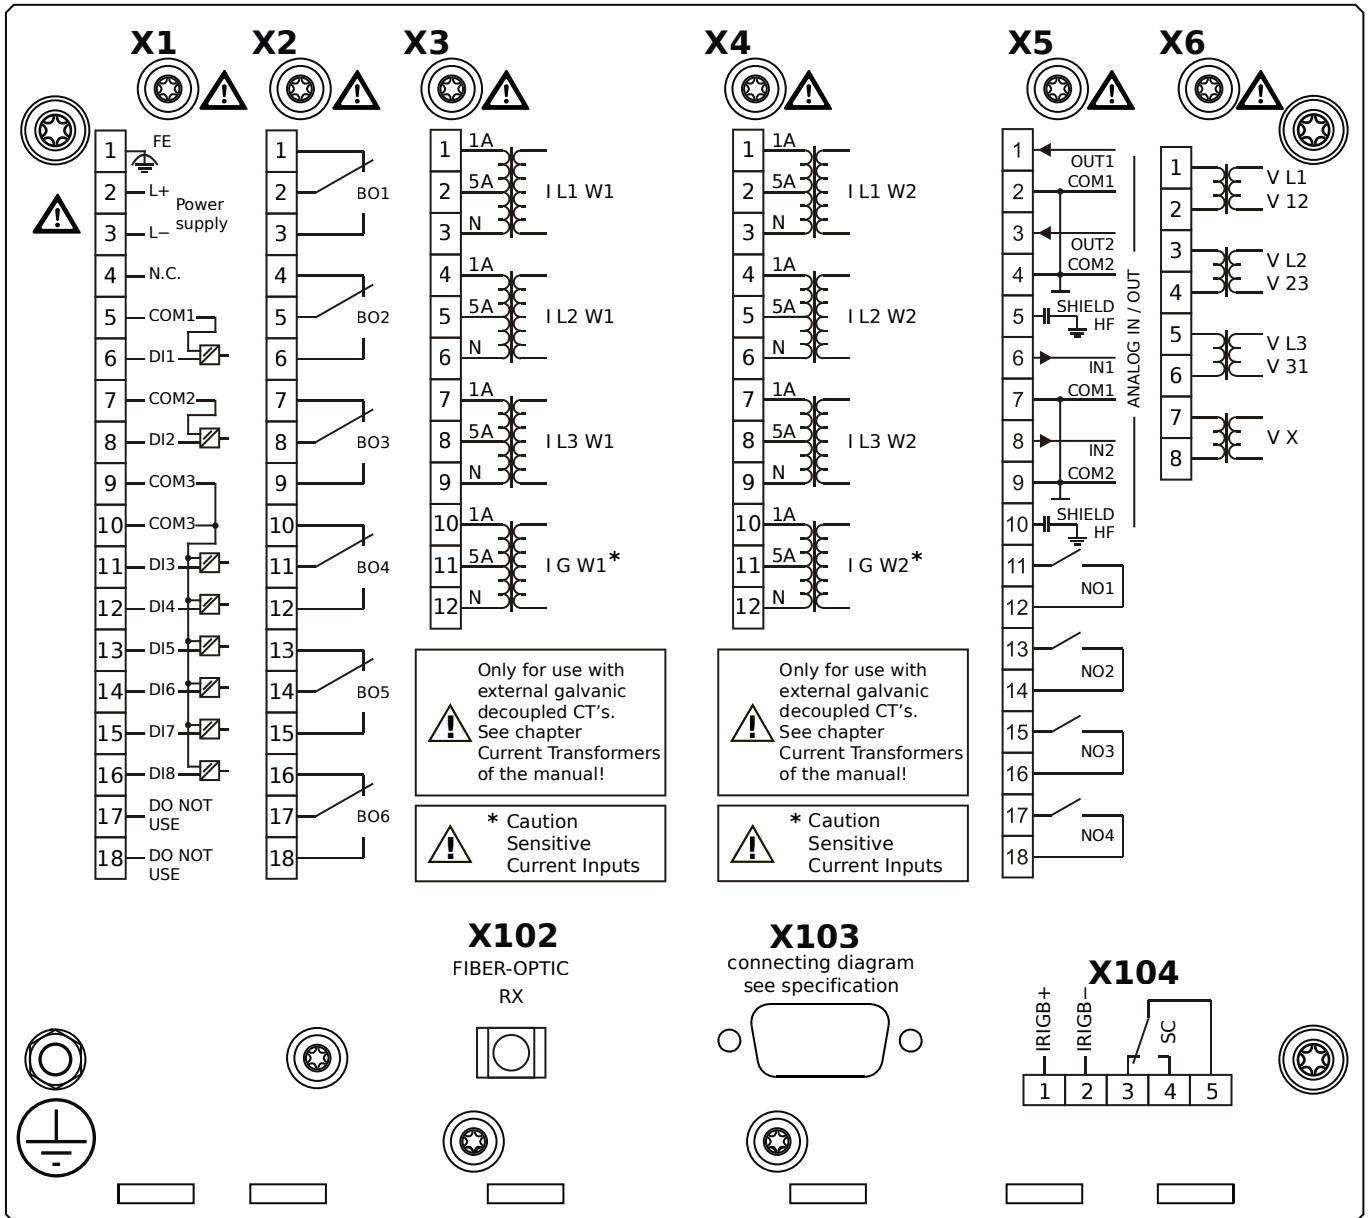 X1
X2
X3
X4
X5
X6
1
FE
2
L+
Power
supply
3
L−
4
N.C.
5
COM1
6
DI1
7
COM2
8
DI2
9
COM3
10
COM3
11
DI3
12
DI4
13
DI5
14
DI6
15
DI7
16
DI8
17
DO NOT
USE
18
DO NOT
USE
1
2
BO1
3
4
5
BO2
6
7
8
BO3
9
10
11
BO4
12
13
14
BO5
15
16
17
BO6
18
1
1A
2
5A
I L1 W1
3
N
4
1A
5
5A
I L2 W1
6
N
7
1A
8
5A
I L3 W1
9
N
10
1A
11
5A
I G W1*
12
N
Only for use with
external galvanic
decoupled CT’s.
See chapter
Current Transformers
of the manual!
* Caution
Sensitive
Current Inputs
1
1A
2
5A
I L1 W2
3
N
4
1A
5
5A
I L2 W2
6
N
7
1A
8
5A
I L3 W2
9
N
10
1A
11
5A
I G W2*
12
N
Only for use with
external galvanic
decoupled CT’s.
See chapter
Current Transformers
of the manual!
* Caution
Sensitive
Current Inputs
1
OUT1
2
COM1
3
OUT2
4
COM2
5
SHIELD
HF
6
IN1
7
COM1
8
IN2
9
COM2
10
SHIELD
HF
ANALOG IN / OUT
11
NO1
12
13
NO2
14
15
NO3
16
17
NO4
18
1
V L1
2
V 12
3
V L2
4
V 23
5
V L3
6
V 31
7
V X
8
X102
FIBER-OPTIC
RX
X103
connecting diagram
see specification
X104
IRIGB+
IRIGB−
SC
1
2
3
4
5